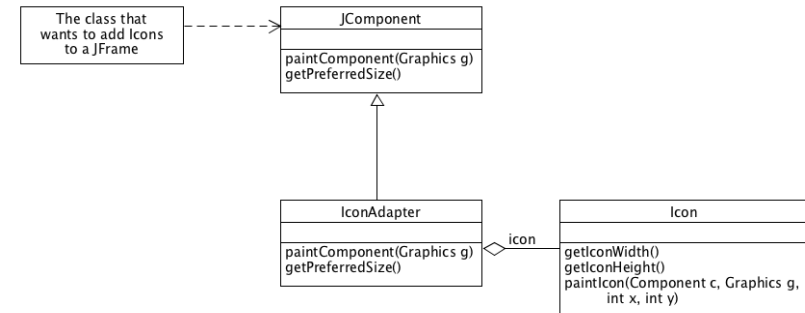 The class that
wants to add Icons
to a JFrame
JComponent
paintComponent(Graphics g)
getPreferredSize()
IconAdapter
paintComponent(Graphics g)
getPreferredSize()
icon
Icon
getIconWidth()
getIconHeight()
paintIcon(Component c, Graphics g,
int x, int y)